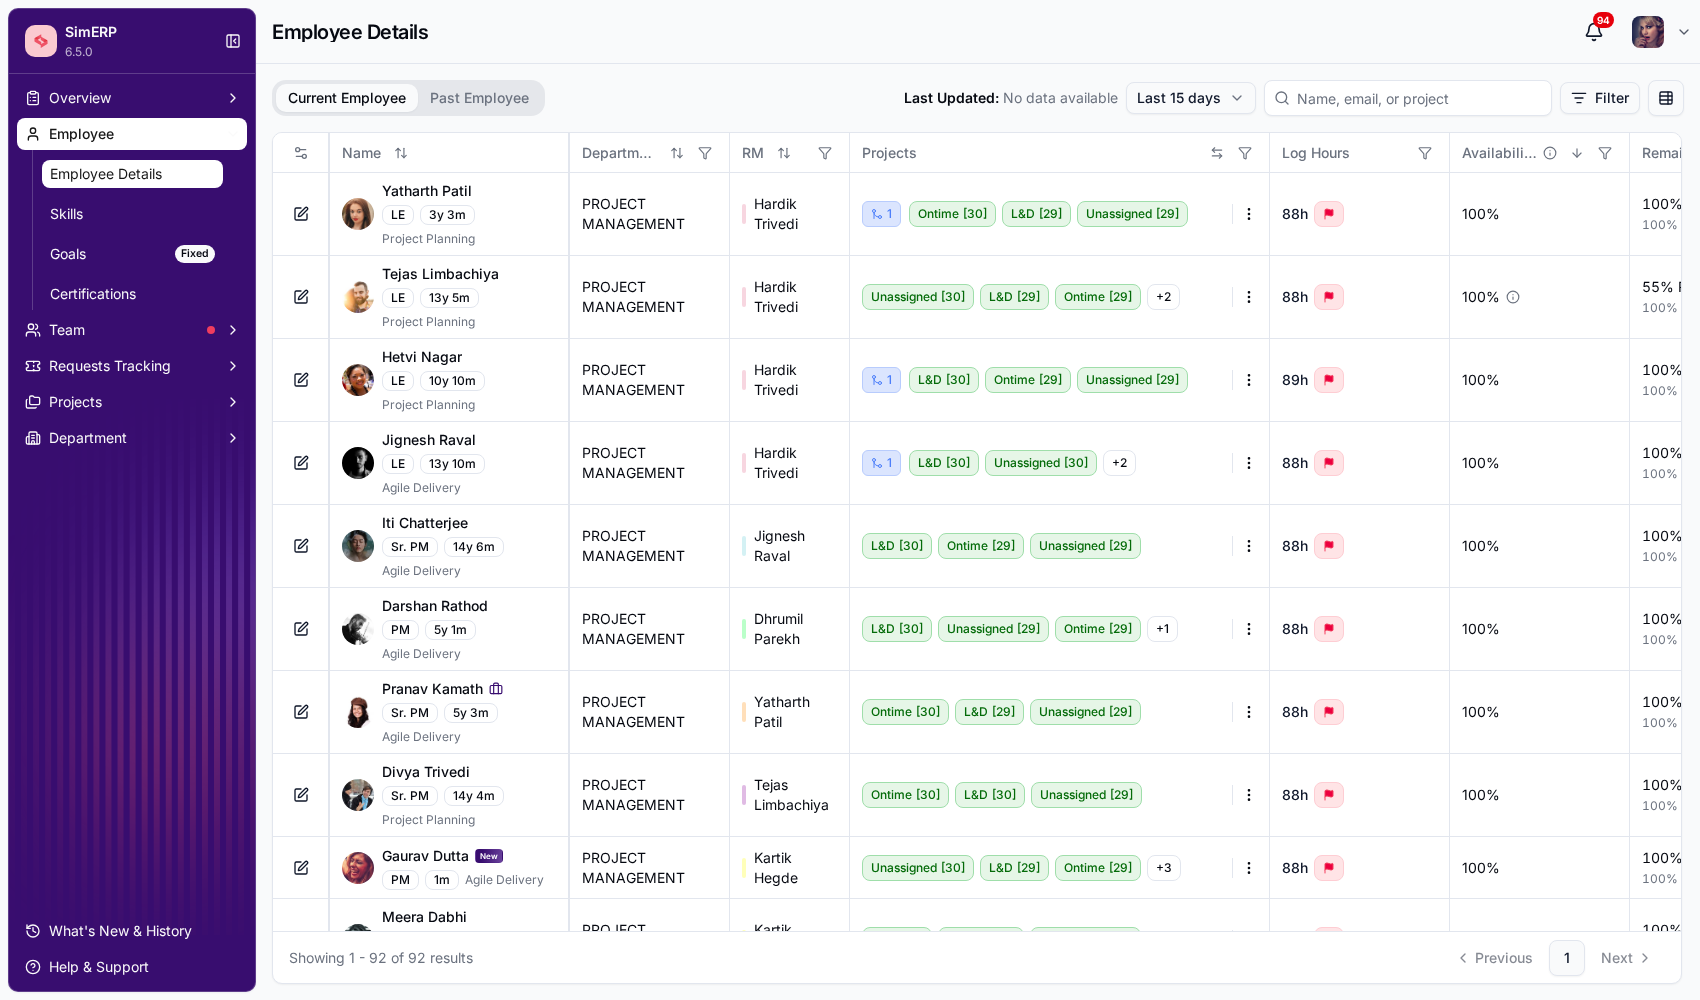 SimERP
6.5.0
Overview
Employee
Employee Details
Skills
Goals
Fixed
Certifications
Team
Requests Tracking
Projects
Department
What's New & History
Help & Support
Employee Details
94
Current Employee
Past Employee
Last Updated: No data available
Last 15 days
Name, email, or project
Filter
Name
Departm...
RM
Projects
Log Hours
Availabili...
Remai
Yatharth Patil
LE
3y 3m
Project Planning
PROJECT
MANAGEMENT
Hardik
Trivedi
1
Ontime [30]
L&D [29]
Unassigned [29]
88h
100%
100%
100%
Tejas Limbachiya
LE
13y 5m
Project Planning
PROJECT
MANAGEMENT
Hardik
Trivedi
Unassigned [30]
L&D [29]
Ontime [29]
+2
88h
100%
55%
100%
Hetvi Nagar
LE
10y 10m
Project Planning
PROJECT
MANAGEMENT
Hardik
Trivedi
1
L&D [30]
Ontime [29]
Unassigned [29]
89h
100%
100%
100%
Jignesh Raval
LE
13y 10m
Agile Delivery
PROJECT
MANAGEMENT
Hardik
Trivedi
1
L&D [30]
Unassigned [30]
+2
88h
100%
100%
100%
Iti Chatterjee
Sr. PM
14y 6m
Agile Delivery
PROJECT
MANAGEMENT
Jignesh
Raval
L&D [30]
Ontime [29]
Unassigned [29]
88h
100%
100%
100%
Darshan Rathod
PM
5y 1m
Agile Delivery
PROJECT
MANAGEMENT
Dhrumil
Parekh
L&D [30]
Unassigned [29]
Ontime [29]
+1
88h
100%
100%
100%
Pranav Kamath
Sr. PM
5y 3m
Agile Delivery
PROJECT
MANAGEMENT
Yatharth
Patil
Ontime [30]
L&D [29]
Unassigned [29]
88h
100%
100%
100%
Divya Trivedi
Sr. PM
14y 4m
Project Planning
PROJECT
MANAGEMENT
Tejas
Limbachiya
Ontime [30]
L&D [30]
Unassigned [29]
88h
100%
100%
100%
Gaurav Dutta
New
PM
1m
Agile Delivery
PROJECT
MANAGEMENT
Kartik
Hegde
Unassigned [30]
L&D [29]
Ontime [29]
+3
88h
100%
100%
100%
Meera Dabhi
PROJECT
Kartik
100%
Showing 1 - 92 of 92 results
Previous
1
Next